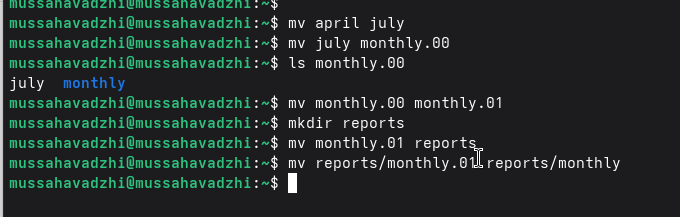 mussahavadzhi@mussahavadzhi:~$
mussahavadzhi@mussahavadzhi:~$ mv april july
mussahavadzhi@mussahavadzhi:~$ mv july monthly.00
mussahavadzhi@mussahavadzhi:~$ ls monthly.00
july monthly
mussahavadzhi@mussahavadzhi:~$ mv monthly.00 monthly.01
mussahavadzhi@mussahavadzhi:~$ mkdir reports
mussahavadzhi@mussahavadzhi:~$ mv monthly.01 reports
mussahavadzhi@mussahavadzhi:~$ mv reports/monthly.01 reports/monthly
mussahavadzhi@mussahavadzhi:~$